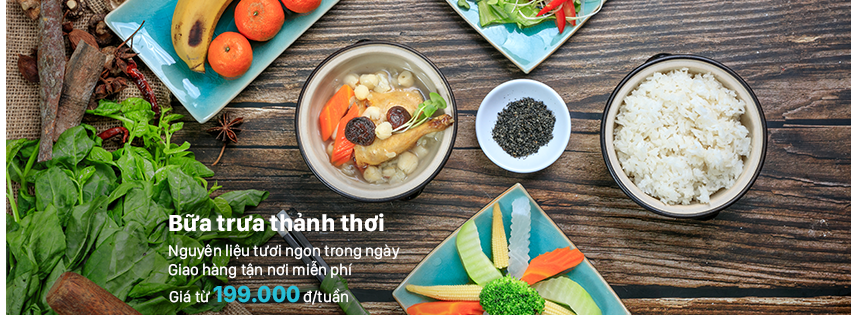 Bữa trưa thảnh thơi
Nguyên liệu tươi ngon trong ngày
Giao hàng tận nơi miễn phí
Giá từ 199.000 đ/tuần